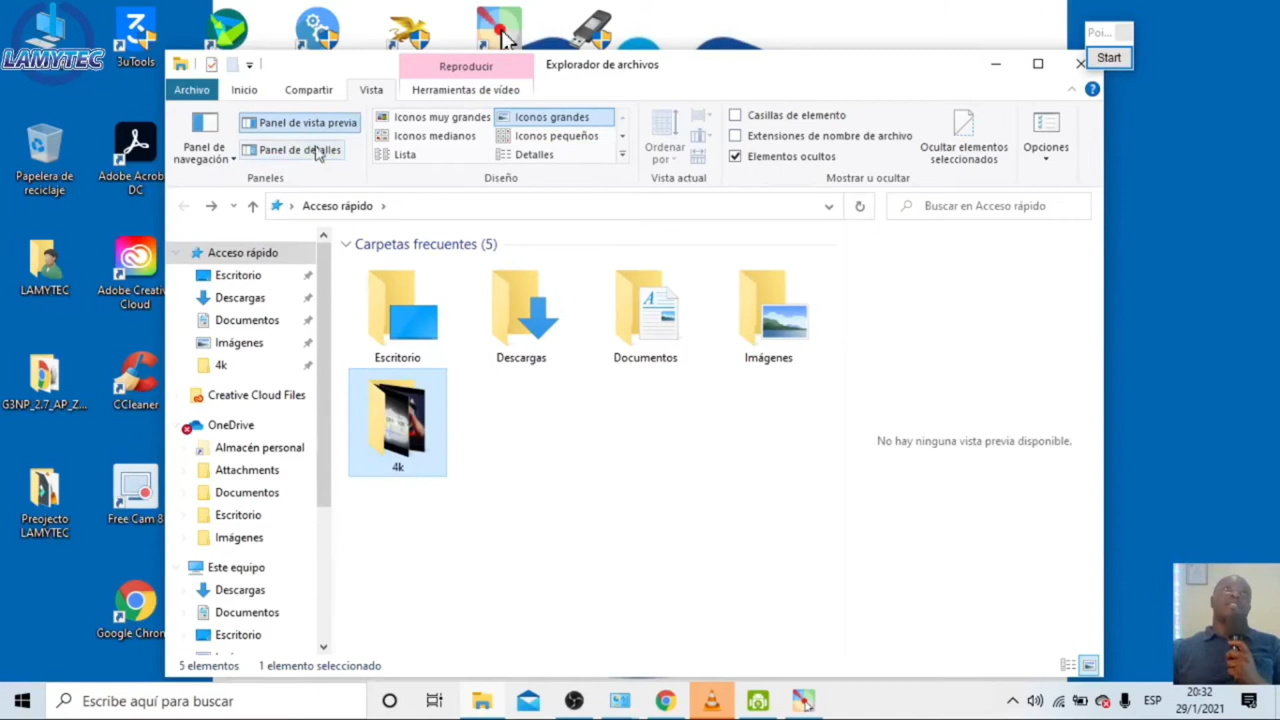 LAMYTEC
3uTools
Poi...
Start
Reproducir
Explorador de archivos
Archivo
Inicio
Compartir
Vista
Herramientas de vídeo
Panel de navegación
Panel de vista previa
Panel de detalles
Paneles
Iconos muy grandes
Iconos grandes
Iconos medianos
Iconos pequeños
Lista
Detalles
Diseño
Ordenar por
Vista actual
Casillas de elemento
Extensiones de nombre de archivo
Elementos ocultos
Ocultar elementos seleccionados
Mostrar u ocultar
Opciones
Acceso rápido
Buscar en Acceso rápido
Papelera de reciclaje
Adobe Acrob
DC
LAMYTEC
Adobe Creativ
Cloud
G3NP_2.7_AP_Z...
CCleaner
Preojecto
LAMYTEC
Free Cam 8
Google Chron
Acceso rápido
Escritorio
Descargas
Documentos
Imágenes
4k
Creative Cloud Files
OneDrive
Almacén personal
Attachments
Documentos
Escritorio
Imágenes
Este equipo
Descargas
Documentos
Escritorio
Carpetas frecuentes (5)
Escritorio
Descargas
Documentos
Imágenes
4k
No hay ninguna vista previa disponible.
5 elementos
1 elemento seleccionado
Escribe aquí para buscar
ESP
20:32
29/1/2021